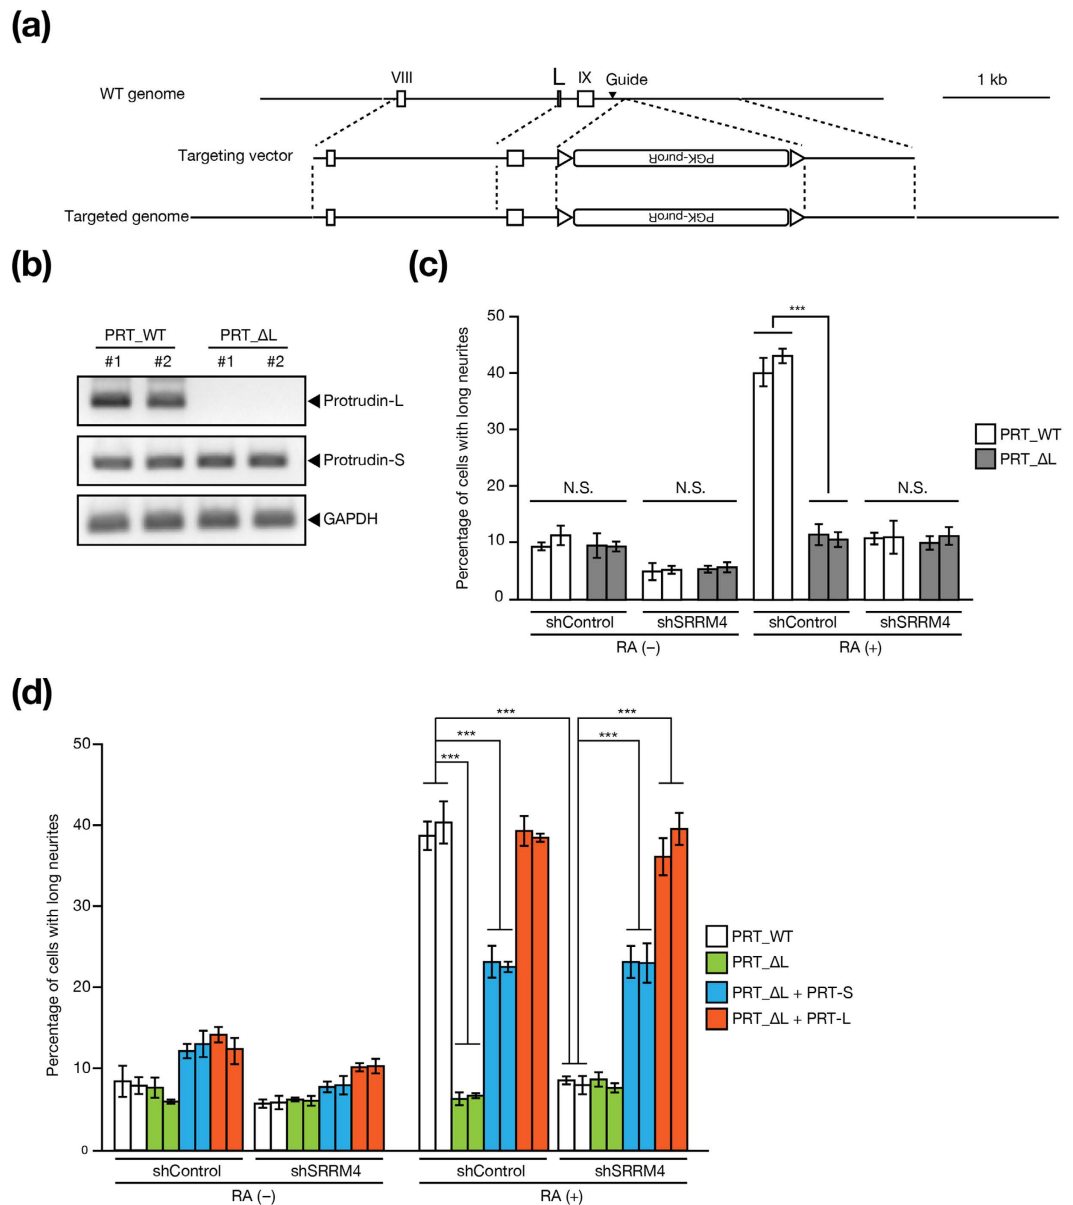 (a)
VIII L IX Guide 1 kb
WT genome
Targeting vector PGK-puroR
Targeted genome PGK-puroR
(b)
PRT_WT PRT_ΔL
#1 #2 #1 #2
Protrudin-L
Protrudin-S
GAPDH
(c)
Percentage of cells with long neurites
50
40
30
20
10
0
N.S. N.S. *** N.S.
PRT_WT
PRT_ΔL
shControl shSRRM4 shControl shSRRM4
RA (−) RA (+)
(d)
Percentage of cells with long neurites
50
40
30
20
10
0
*** ***
*** ***
***
PRT_WT
PRT_ΔL
PRT_ΔL + PRT-S
PRT_ΔL + PRT-L
shControl shSRRM4 shControl shSRRM4
RA (−) RA (+)